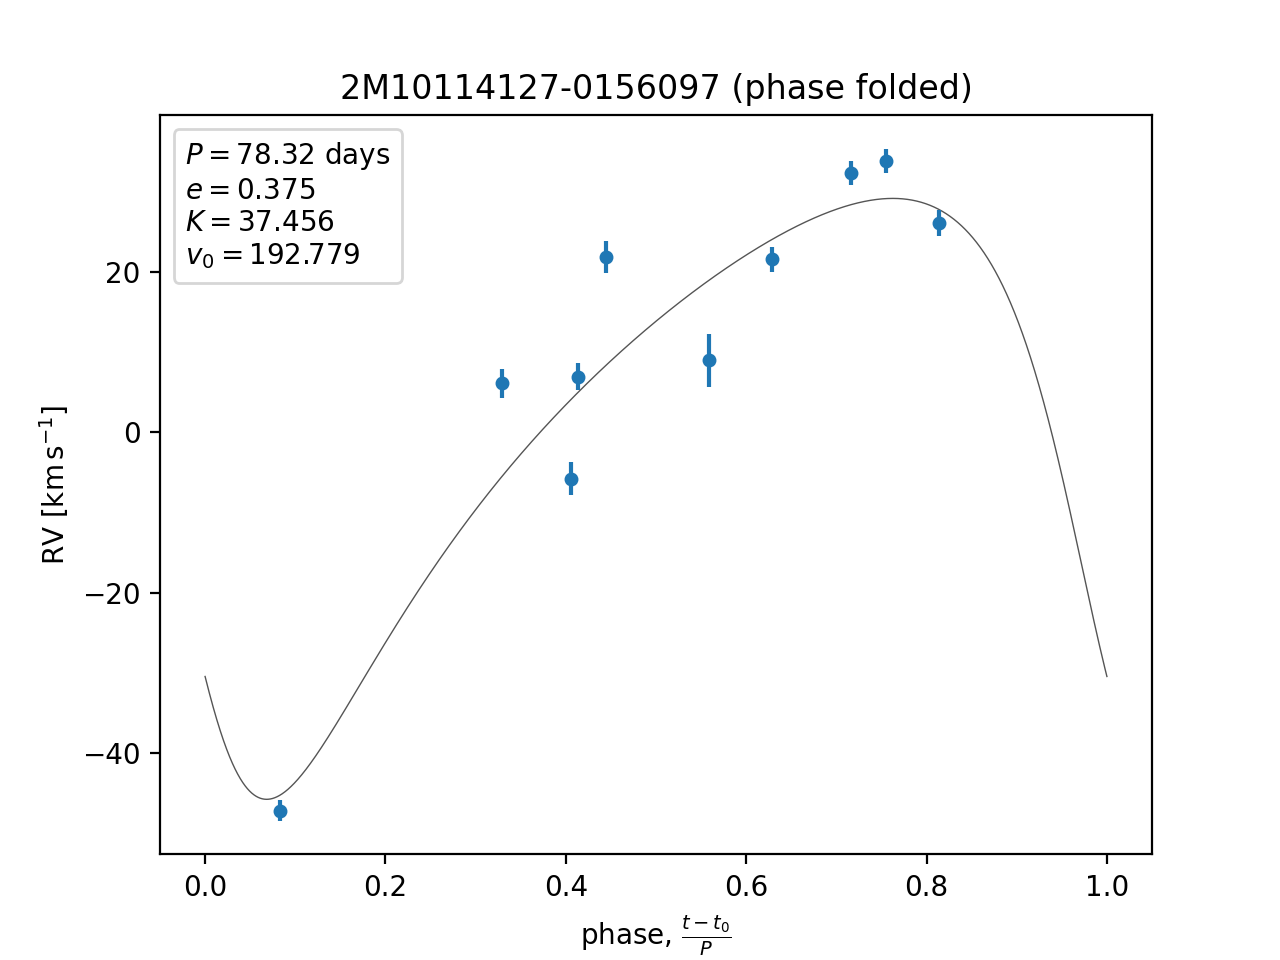 2M10114127-0156097 (phase folded)
P = 78.32 days
e = 0.375
K = 37.456
v₀ = 192.779
RV [km s⁻¹]
20
0
−20
−40
0.0 0.2 0.4 0.6 0.8 1.0
phase, (t − t₀)/P